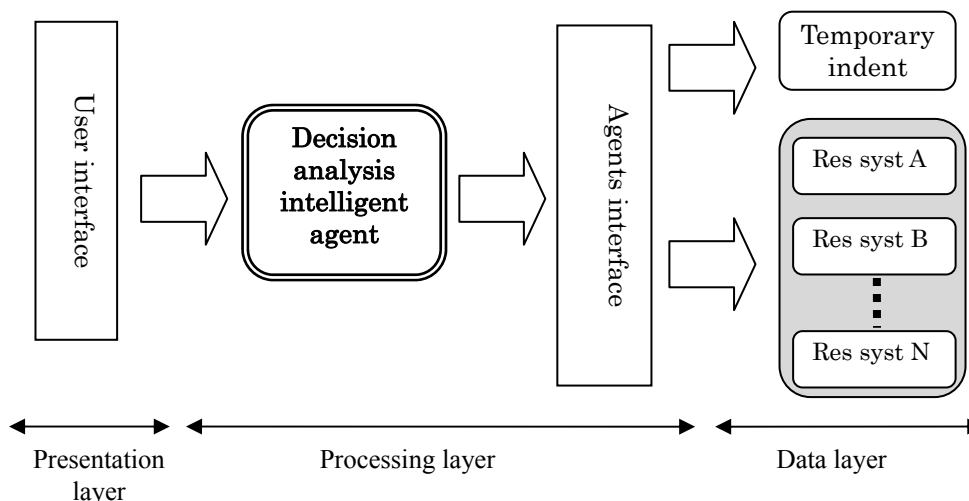 User interface
Decision
analysis
intelligent
agent
Agents interface
Temporary
indent
Res syst A
Res syst B
Res syst N
Presentation
layer
Processing layer
Data layer